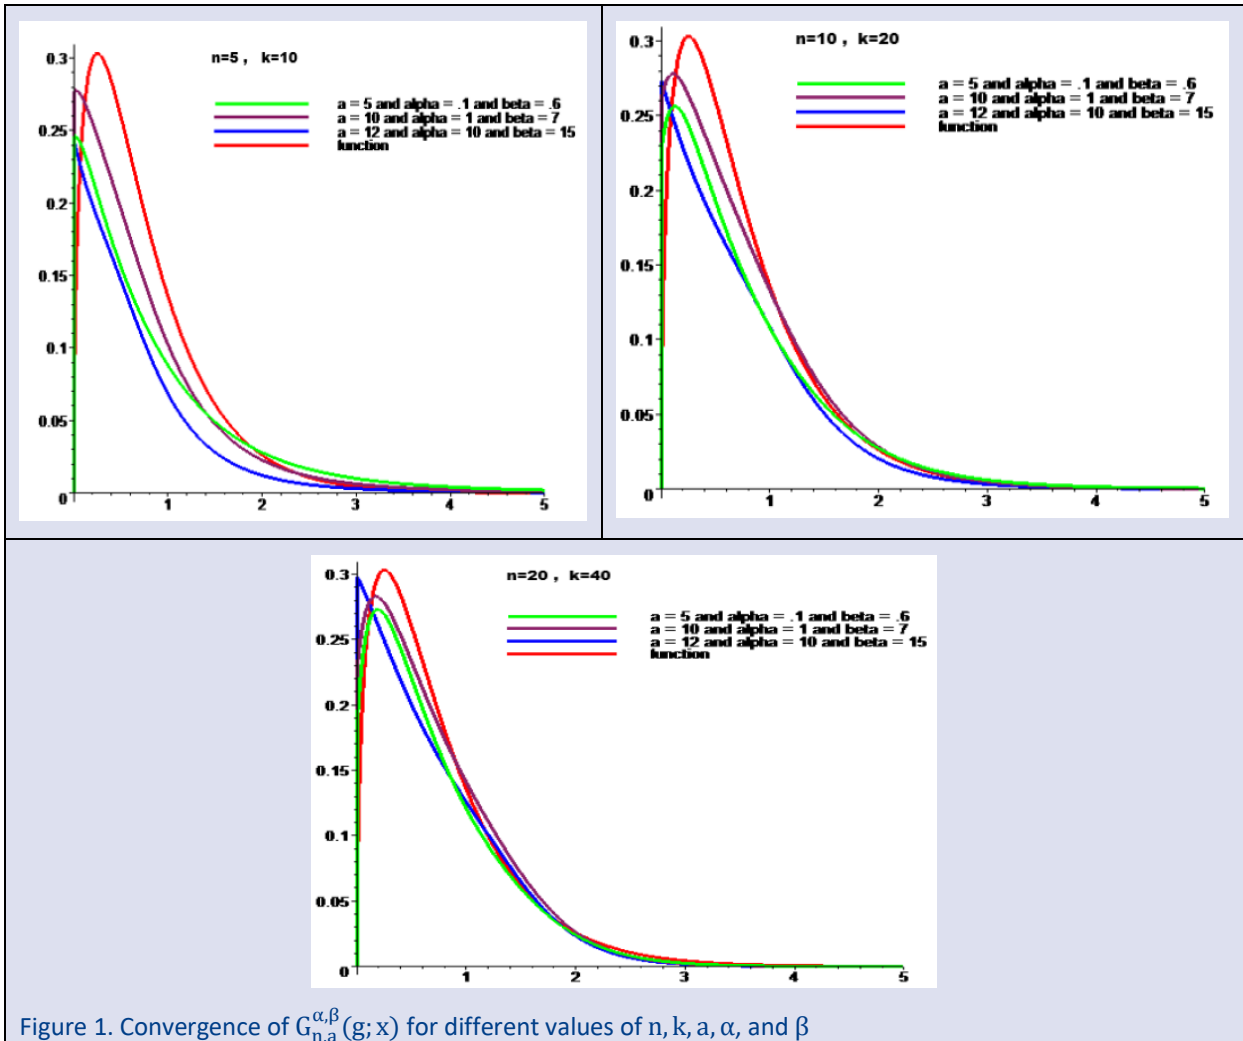 n=5 , k=10
a = 5 and alpha = .1 and beta = .6
a = 10 and alpha = 1 and beta = 7
a = 12 and alpha = 10 and beta = 15
function
0.3
0.25
0.2
0.15
0.1
0.05
0
1
2
3
4
5
n=10 , k=20
a = 5 and alpha = .1 and beta = .6
a = 10 and alpha = 1 and beta = 7
a = 12 and alpha = 10 and beta = 15
function
0.3
0.25
0.2
0.15
0.1
0.05
0
1
2
3
4
5
n=20 , k=40
a = 5 and alpha = .1 and beta = .6
a = 10 and alpha = 1 and beta = 7
a = 12 and alpha = 10 and beta = 15
function
0.3
0.25
0.2
0.15
0.1
0.05
0
1
2
3
4
5
Figure 1. Convergence of G_{n,a}^{α,β}(g; x) for different values of n, k, a, α, and β